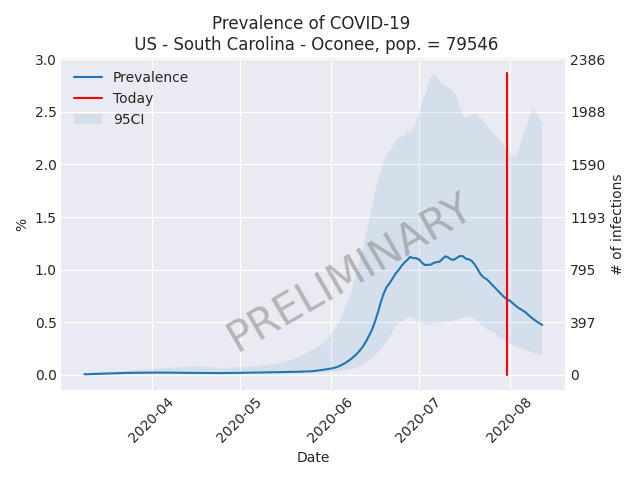 Prevalence of COVID-19
US - South Carolina - Oconee, pop. = 79546
Prevalence
Today
95CI
3.0
2.5
2.0
1.5
1.0
0.5
0.0
%
2386
1988
1590
1193
795
397
0
# of infections
PRELIMINARY
2020-04
2020-05
2020-06
2020-07
2020-08
Date